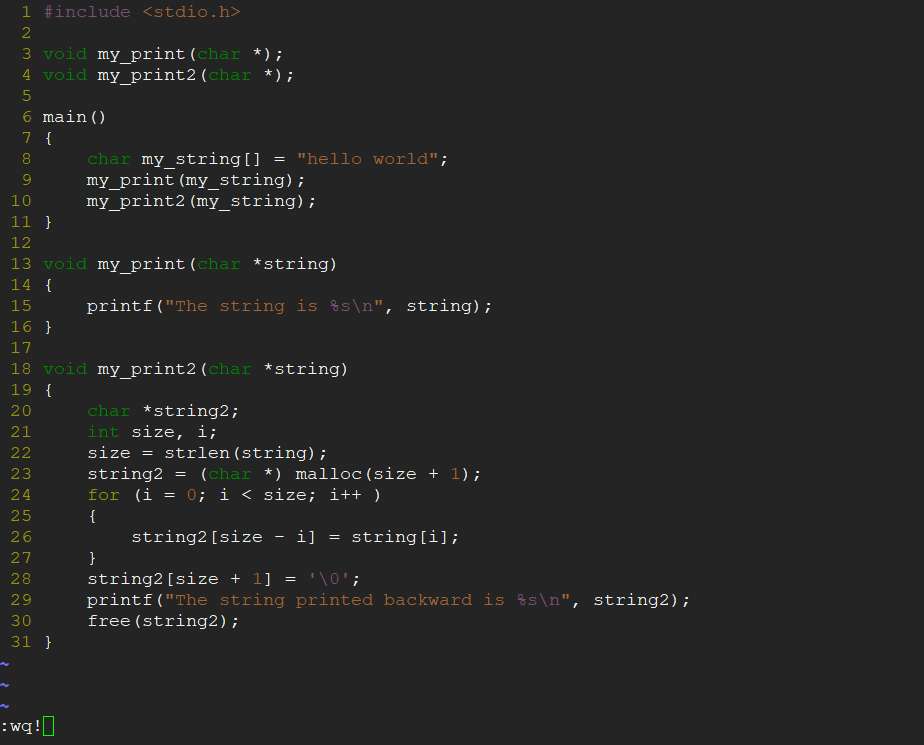 1 #include <stdio.h>
2
3 void my_print(char *);
4 void my_print2(char *);
5
6 main()
7 {
8     char my_string[] = "hello world";
9     my_print(my_string);
10     my_print2(my_string);
11 }
12
13 void my_print(char *string)
14 {
15     printf("The string is %s\n", string);
16 }
17
18 void my_print2(char *string)
19 {
20     char *string2;
21     int size, i;
22     size = strlen(string);
23     string2 = (char *) malloc(size + 1);
24     for (i = 0; i < size; i++ )
25     {
26         string2[size - i] = string[i];
27     }
28     string2[size + 1] = '\0';
29     printf("The string printed backward is %s\n", string2);
30     free(string2);
31 }
~
~
~
:wq!